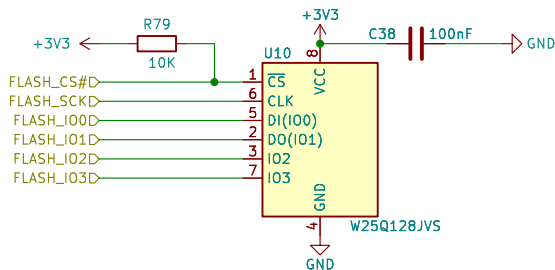 +3V3
R79
+3V3
C38
100nF
GND
10K
U10
8
VCC
FLASH_CS#
1
CS
FLASH_SCK
6
CLK
FLASH_IO0
5
DI(IO0)
FLASH_IO1
2
DO(IO1)
FLASH_IO2
3
IO2
FLASH_IO3
7
IO3
GND
4
W25Q128JVS
GND